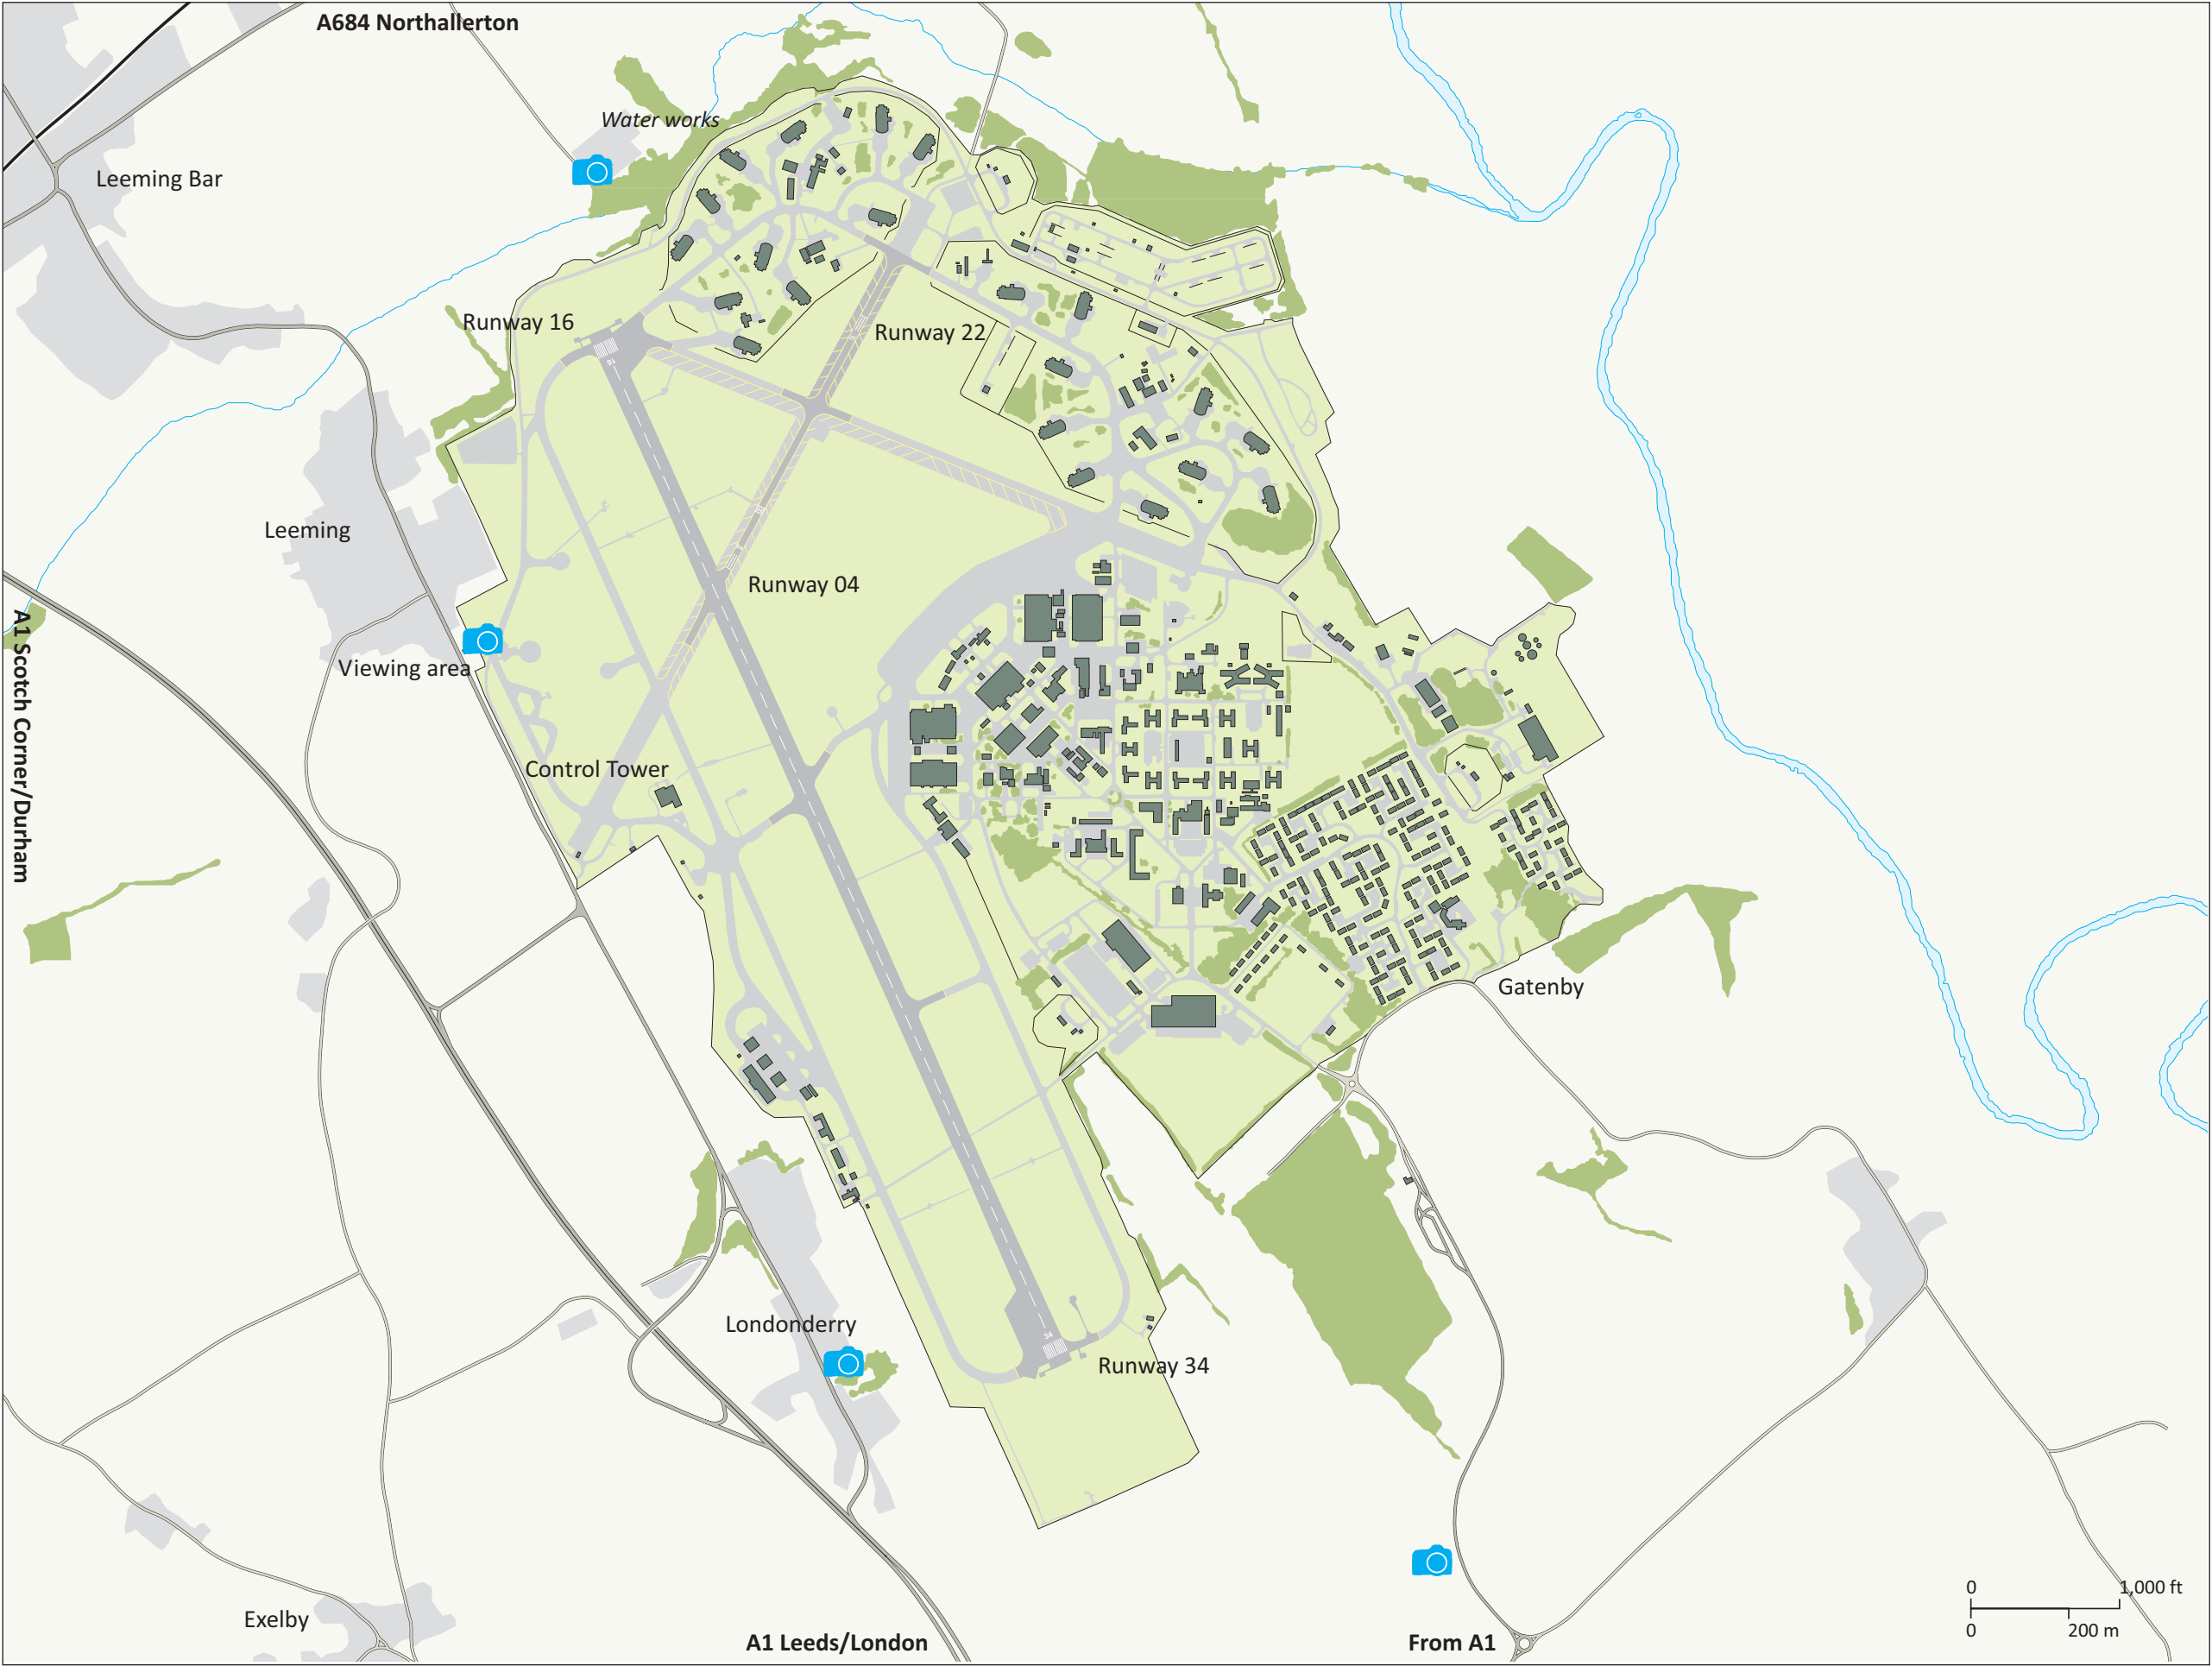 A684 Northallerton
Water works
Leeming Bar
Runway 16
Runway 22
Leeming
Runway 04
A1 Scotch Corner/Durham
Viewing area
Control Tower
Gatenby
Londonderry
34
Runway 34
0 1,000 ft
0 200 m
Exelby
A1 Leeds/London
From A1